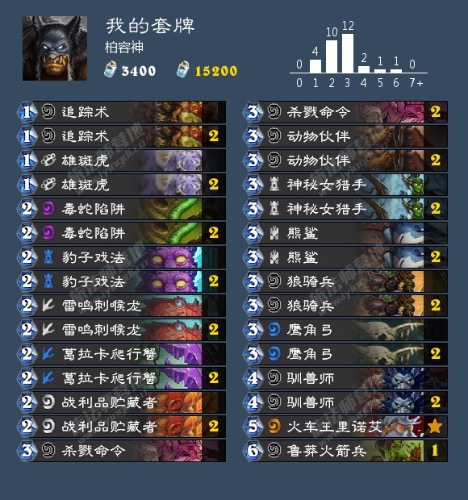 我的套牌
柏容神
3400 15200
0 4 10 12 2 1 1 0
0 1 2 3 4 5 6 7+
1 追踪术
1 追踪术 2
2 雄斑虎
2 雄斑虎 2
2 毒蛇陷阱
2 毒蛇陷阱 2
2 豹子戏法
2 豹子戏法 2
2 雷鸣刺喉龙
2 雷鸣刺喉龙 2
2 葛拉卡爬行蟹
2 葛拉卡爬行蟹 2
2 战利品贮藏者
2 战利品贮藏者 2
3 杀戮命令
3 杀戮命令 2
3 动物伙伴
3 动物伙伴 2
3 神秘女猎手
3 神秘女猎手 2
3 熊鲨
3 熊鲨 2
3 狼骑兵
3 狼骑兵 2
3 鹰角弓
3 鹰角弓 2
4 驯兽师
4 驯兽师 2
5 火车王里诺艾
6 鲁莽火箭兵 1